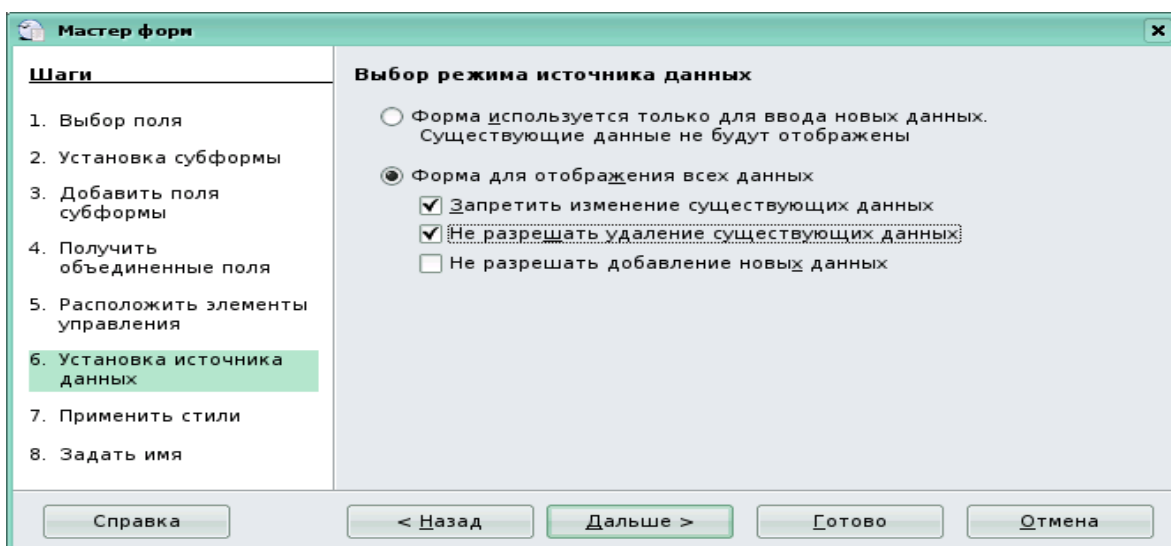 Мастер форм
Шаги
1. Выбор поля
2. Установка субформы
3. Добавить поля
субформы
4. Получить
объединенные поля
5. Расположить элементы
управления
6. Установка источника
данных
7. Применить стили
8. Задать имя
Выбор режима источника данных
Форма используется только для ввода новых данных.
Существующие данные не будут отображены
Форма для отображения всех данных
Запретить изменение существующих данных
Не разрешать удаление существующих данных
Не разрешать добавление новых данных
Справка
< Назад
Дальше >
Готово
Отмена